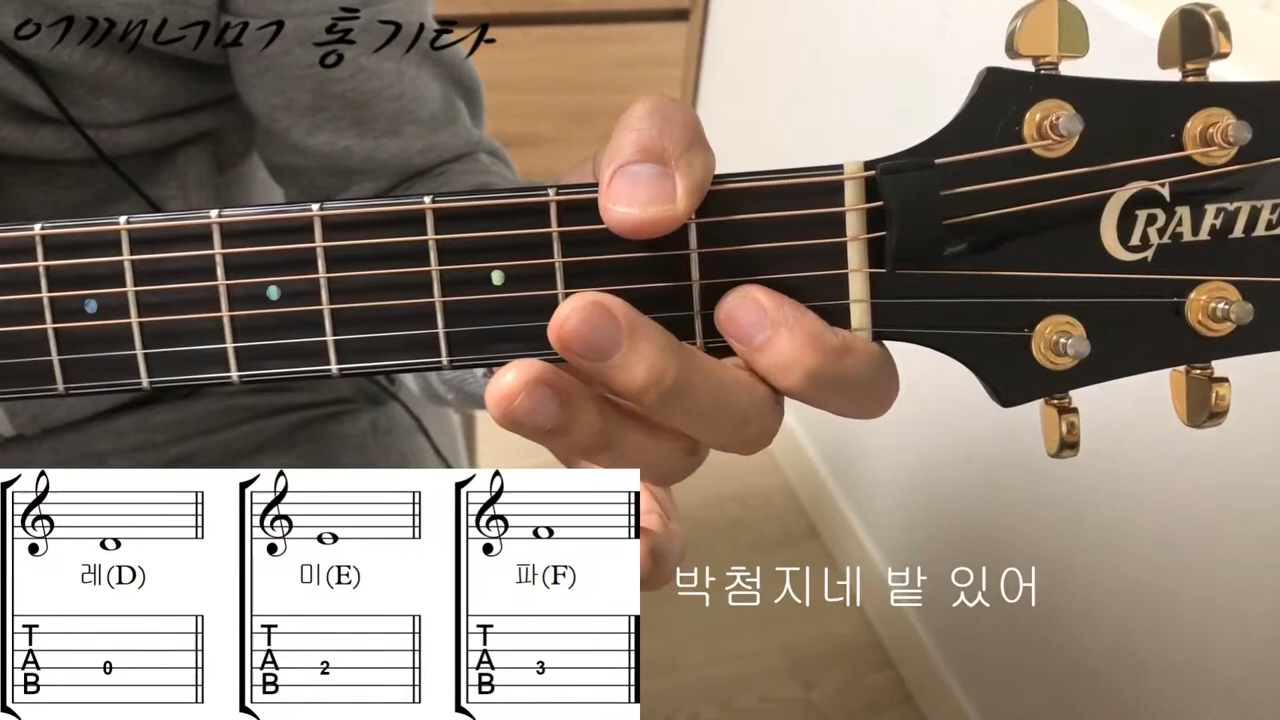 어깨너머 통기타
CRAFTE
레(D) 미(E) 파(F)
T A B 0 T A B 2 T A B 3
박첨지네 밭 있어